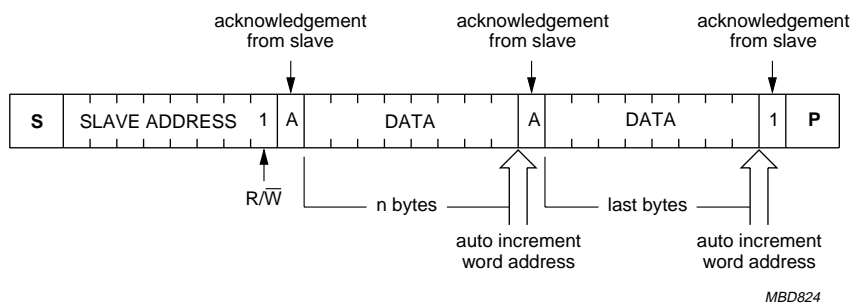 acknowledgement
from slave
acknowledgement
from slave
acknowledgement
from slave
S SLAVE ADDRESS 1 A DATA A DATA 1 P
R/W̅
n bytes
last bytes
auto increment
word address
auto increment
word address
MBD824